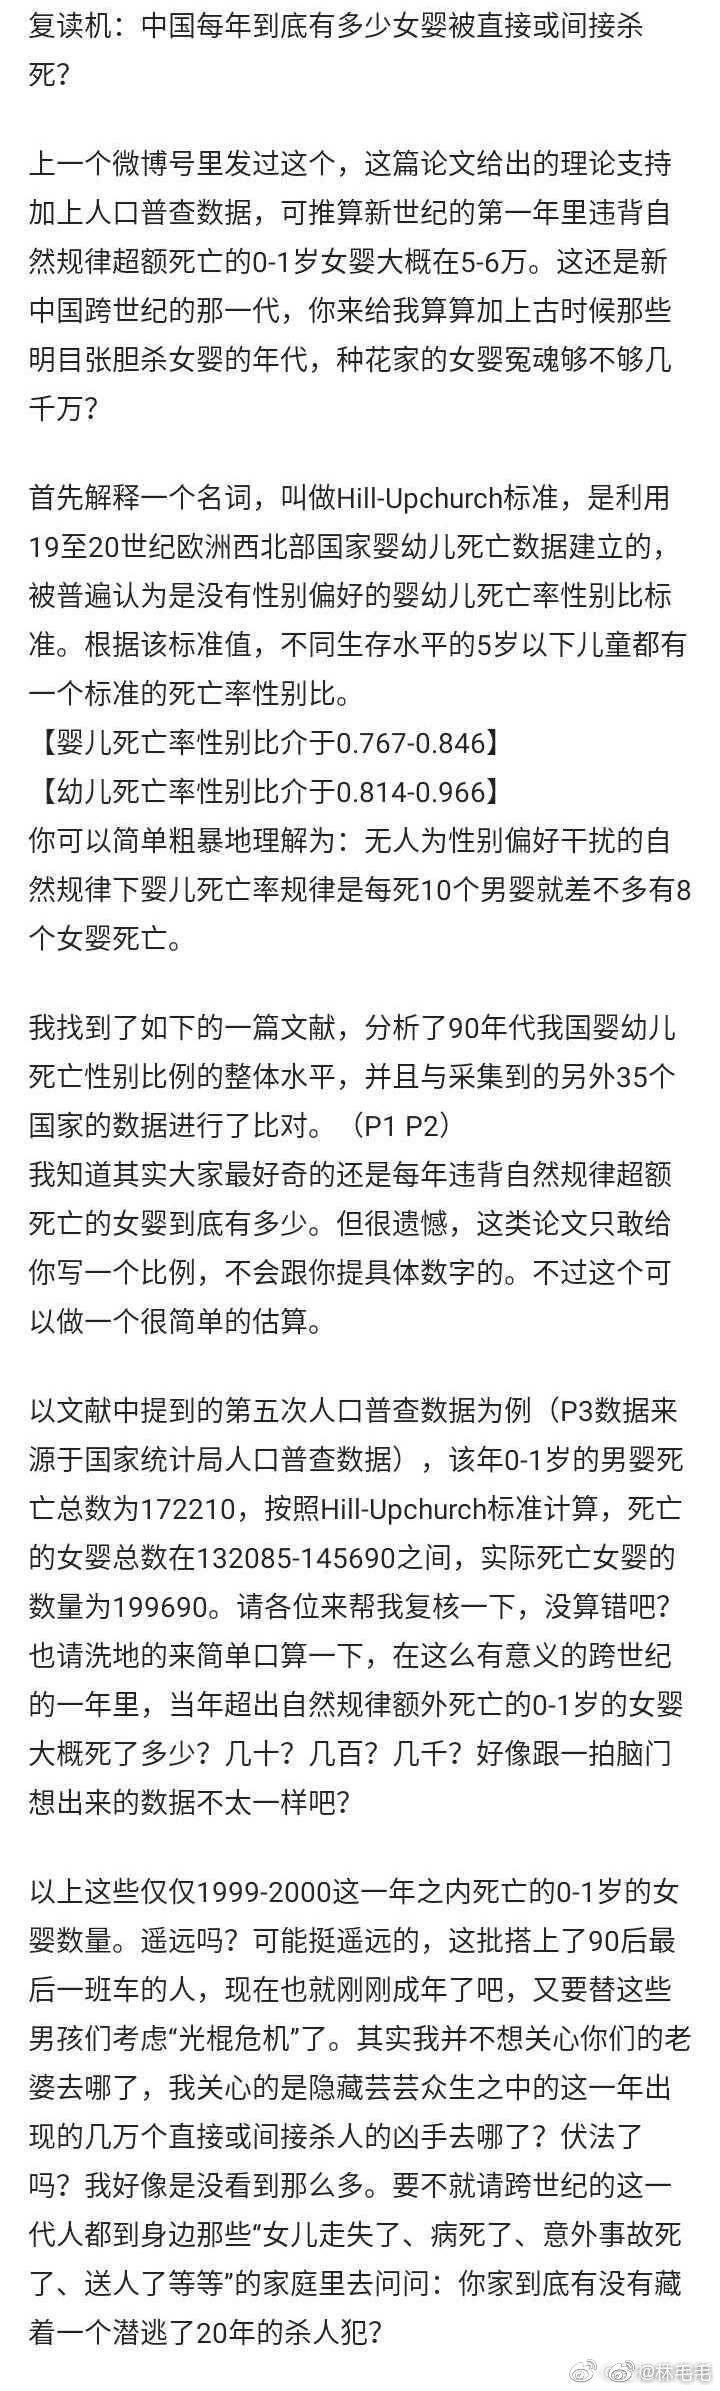 复读机：中国每年到底有多少女婴被直接或间接杀
死？
上一个微博号里发过这个，这篇论文给出的理论支持
加上人口普查数据，可推算新世纪的第一年里违背自
然规律超额死亡的0-1岁女婴大概在5-6万。这还是新
中国跨世纪的那一代，你来给我算算加上古时候那些
明目张胆杀女婴的年代，种花家的女婴冤魂够不够几
千万？
首先解释一个名词，叫做Hill-Upchurch标准，是利用
19至20世纪欧洲西北部国家婴幼儿死亡数据建立的，
被普遍认为是没有性别偏好的婴幼儿死亡率性别比标
准。根据该标准值，不同生存水平的5岁以下儿童都有
一个标准的死亡率性别比。
【婴儿死亡率性别比介于0.767-0.846】
【幼儿死亡率性别比介于0.814-0.966】
你可以简单粗暴地理解为：无人为性别偏好干扰的自
然规律下婴儿死亡率规律是每死10个男婴就差不多有8
个女婴死亡。
我找到了如下的一篇文献，分析了90年代我国婴幼儿
死亡性别比例的整体水平，并且与采集到的另外35个
国家的数据进行了比对。（P1 P2）
我知道其实大家最好奇的还是每年违背自然规律超额
死亡的女婴到底有多少。但很遗憾，这类论文只敢给
你写一个比例，不会跟你提具体数字的。不过这个可
以做一个很简单的估算。
以文献中提到的第五次人口普查数据为例（P3数据来
源于国家统计局人口普查数据），该年0-1岁的男婴死
亡总数为172210，按照Hill-Upchurch标准计算，死亡
的女婴总数在132085-145690之间，实际死亡女婴的
数量为199690。请各位来帮我复核一下，没算错吧？
也请洗地的来简单口算一下，在这么有意义的跨世纪
的一年里，当年超出自然规律额外死亡的0-1岁的女婴
大概死了多少？几十？几百？几千？好像跟一拍脑门
想出来的数据不太一样吧？
以上这些仅仅1999-2000这一年之内死亡的0-1岁的女
婴数量。遥远吗？可能挺遥远的，这批搭上了90后最
后一班车的人，现在也就刚刚成年了吧，又要替这些
男孩们考虑“光棍危机”了。其实我并不想关心你们的老
婆去哪了，我关心的是隐藏芸芸众生之中的这一年出
现的几万个直接或间接杀人的凶手去哪了？伏法了
吗？我好像是没看到那么多。要不就请跨世纪的这一
代人都到身边那些“女儿走失了、病死了、意外事故死
了、送人了等等”的家庭里去问问：你家到底有没有藏
着一个潜逃了20年的杀人犯？
@林毛毛